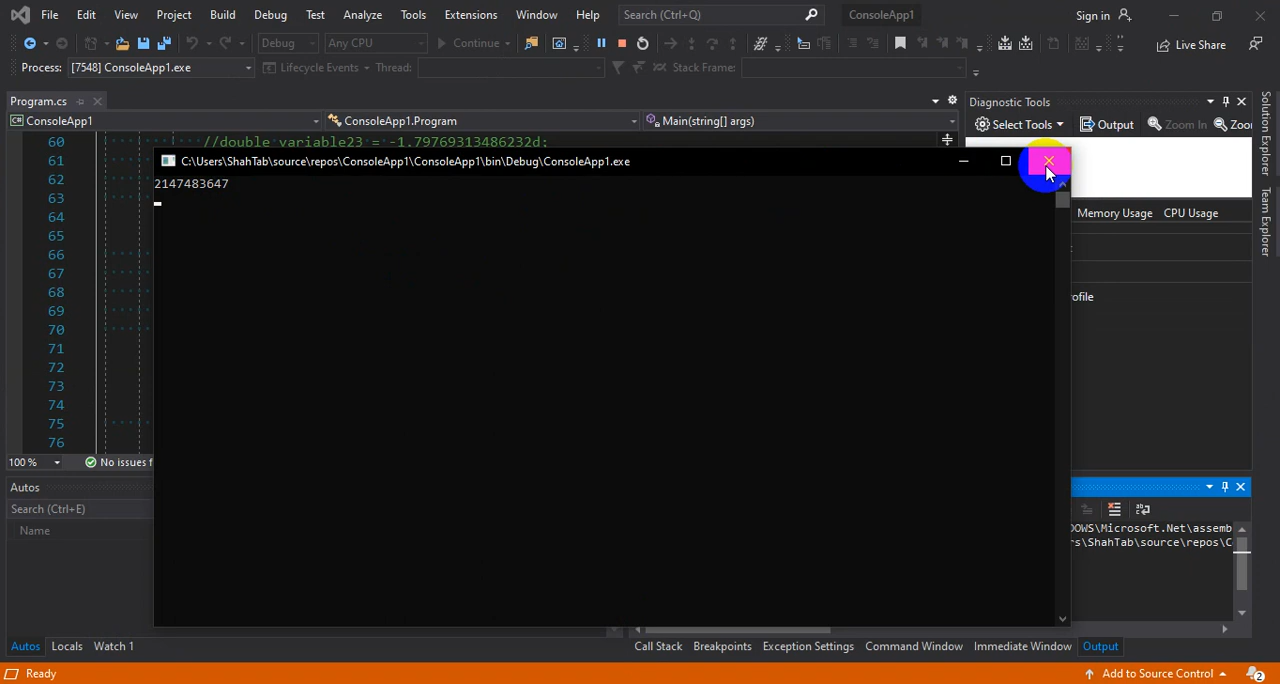 File Edit View Project Build Debug Test Analyze Tools Extensions Window Help Search (Ctrl+Q) ConsoleApp1 Sign in
Debug Any CPU Continue Live Share
Process: [7548] ConsoleApp1.exe Lifecycle Events Thread: Stack Frame:
Program.cs
Diagnostic Tools
ConsoleApp1 ConsoleApp1.Program Main(string[] args)
Select Tools Output Zoom In Zoo
60 //double variable23 = -1.79769313486232d;
61
62
63
64
65
66
67
68
69
70
71
72
73
74
75
76
C:\Users\ShahTab\source\repos\ConsoleApp1\ConsoleApp1\bin\Debug\ConsoleApp1.exe
2147483647
Memory Usage CPU Usage
ofile
Solution Explorer
Team Explorer
100 % No issues f
Autos
Search (Ctrl+E)
Name
OWS\Microsoft.Net\assemb
rs\ShahTab\source\repos\C
Autos Locals Watch 1 Call Stack Breakpoints Exception Settings Command Window Immediate Window Output
Ready Add to Source Control 2